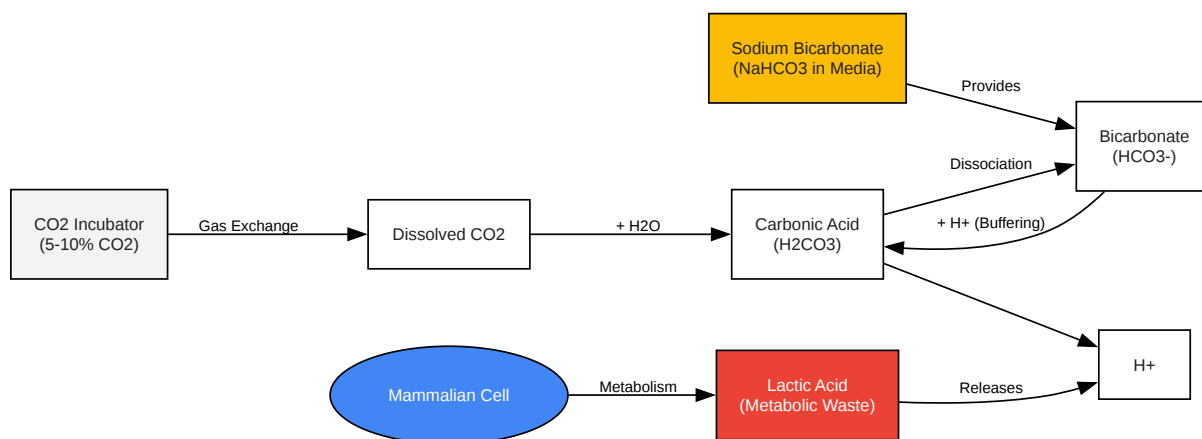 Sodium Bicarbonate
(NaHCO3 in Media)
Provides
Bicarbonate
(HCO3-)
Dissociation
CO2 Incubator
(5-10% CO2)
Gas Exchange
Dissolved CO2
+ H2O
Carbonic Acid
(H2CO3)
+ H+ (Buffering)
Mammalian Cell
Metabolism
Lactic Acid
(Metabolic Waste)
Releases
H+